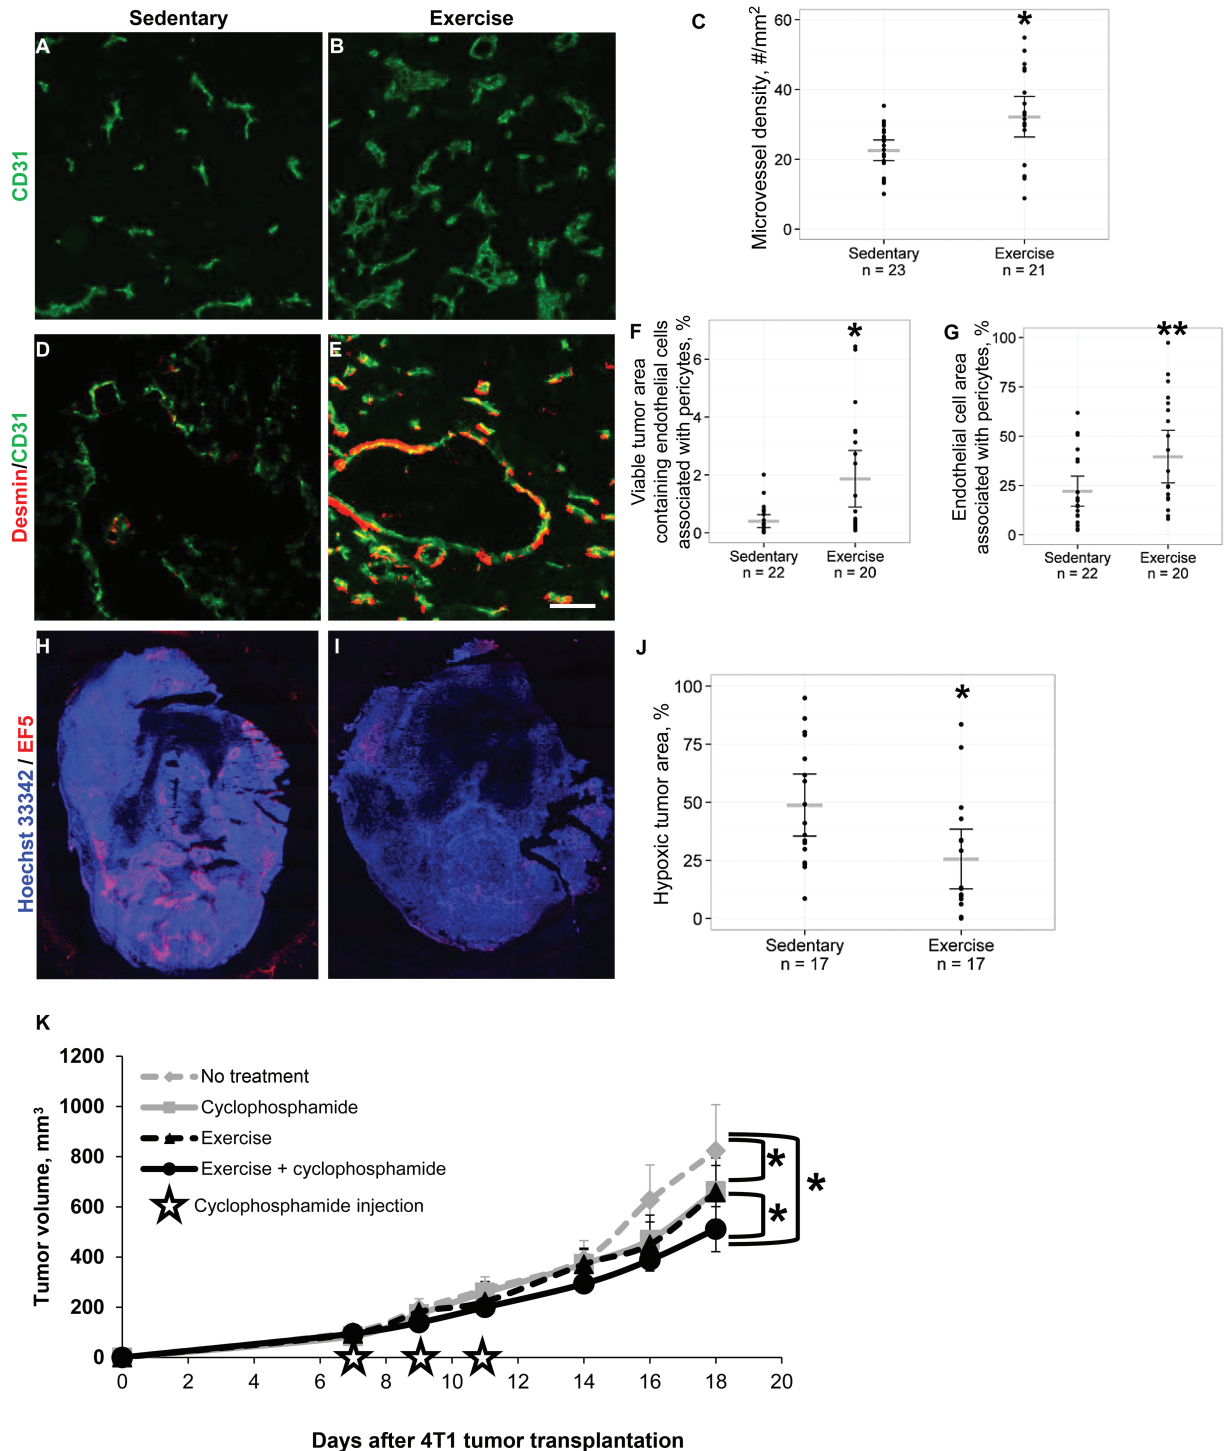 Sedentary
Exercise
A
B
CD31
C
Microvessel density, #/mm²
60
40
20
0
Sedentary
n = 23
Exercise
n = 21
*
D
E
Desmin/CD31
F
Viable tumor area
containing endothelial cells
associated with pericytes, %
6
4
2
0
Sedentary
n = 22
Exercise
n = 20
*
G
Endothelial cell area
associated with pericytes, %
100
75
50
25
0
Sedentary
n = 22
Exercise
n = 20
**
H
I
Hoechst 33342 / EF5
J
Hypoxic tumor area, %
100
75
50
25
0
Sedentary
n = 17
Exercise
n = 17
*
K
Tumor volume, mm³
1200
1000
800
600
400
200
0
No treatment
Cyclophosphamide
Exercise
Exercise + cyclophosphamide
Cyclophosphamide injection
*
*
*
0 2 4 6 8 10 12 14 16 18 20
Days after 4T1 tumor transplantation